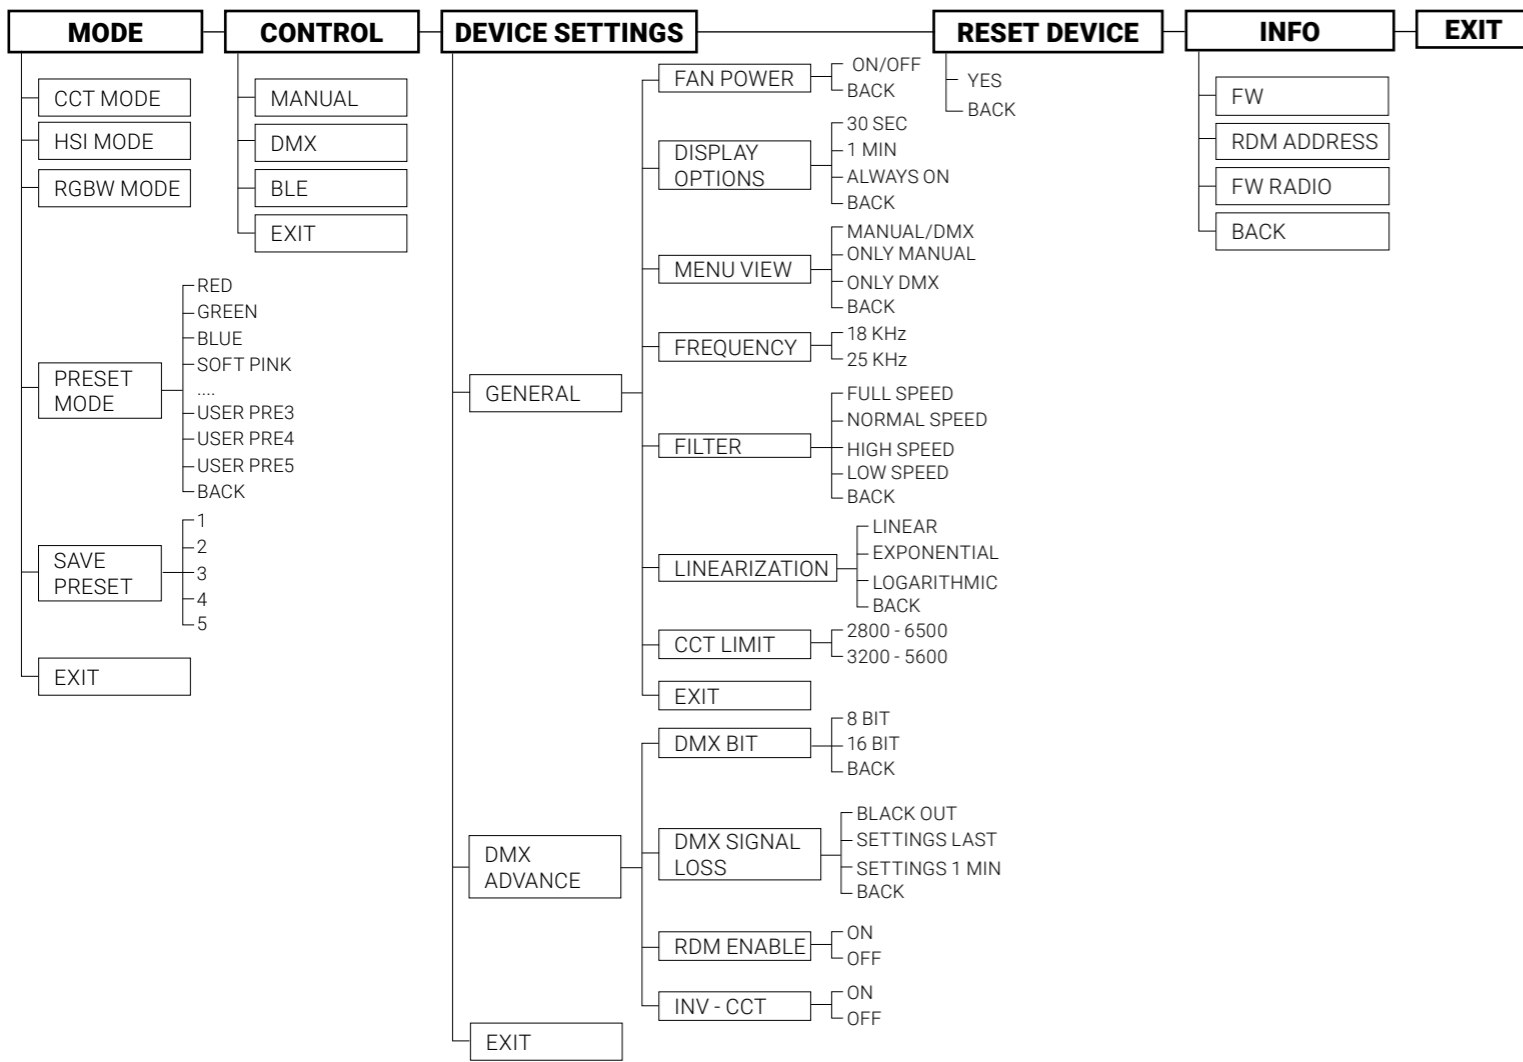 MODE
CONTROL
DEVICE SETTINGS
RESET DEVICE
INFO
EXIT
CCT MODE
HSI MODE
RGBW MODE
PRESET
MODE
RED
GREEN
BLUE
SOFT PINK
....
USER PRE3
USER PRE4
USER PRE5
BACK
SAVE
PRESET
1
2
3
4
5
EXIT
MANUAL
DMX
BLE
EXIT
GENERAL
FAN POWER
ON/OFF
BACK
DISPLAY
OPTIONS
30 SEC
1 MIN
ALWAYS ON
BACK
MENU VIEW
MANUAL/DMX
ONLY MANUAL
ONLY DMX
BACK
FREQUENCY
18 KHz
25 KHz
FILTER
FULL SPEED
NORMAL SPEED
HIGH SPEED
LOW SPEED
BACK
LINEARIZATION
LINEAR
EXPONENTIAL
LOGARITHMIC
BACK
CCT LIMIT
2800 - 6500
3200 - 5600
EXIT
DMX
ADVANCE
DMX BIT
8 BIT
16 BIT
BACK
DMX SIGNAL
LOSS
BLACK OUT
SETTINGS LAST
SETTINGS 1 MIN
BACK
RDM ENABLE
ON
OFF
INV - CCT
ON
OFF
EXIT
YES
BACK
FW
RDM ADDRESS
FW RADIO
BACK